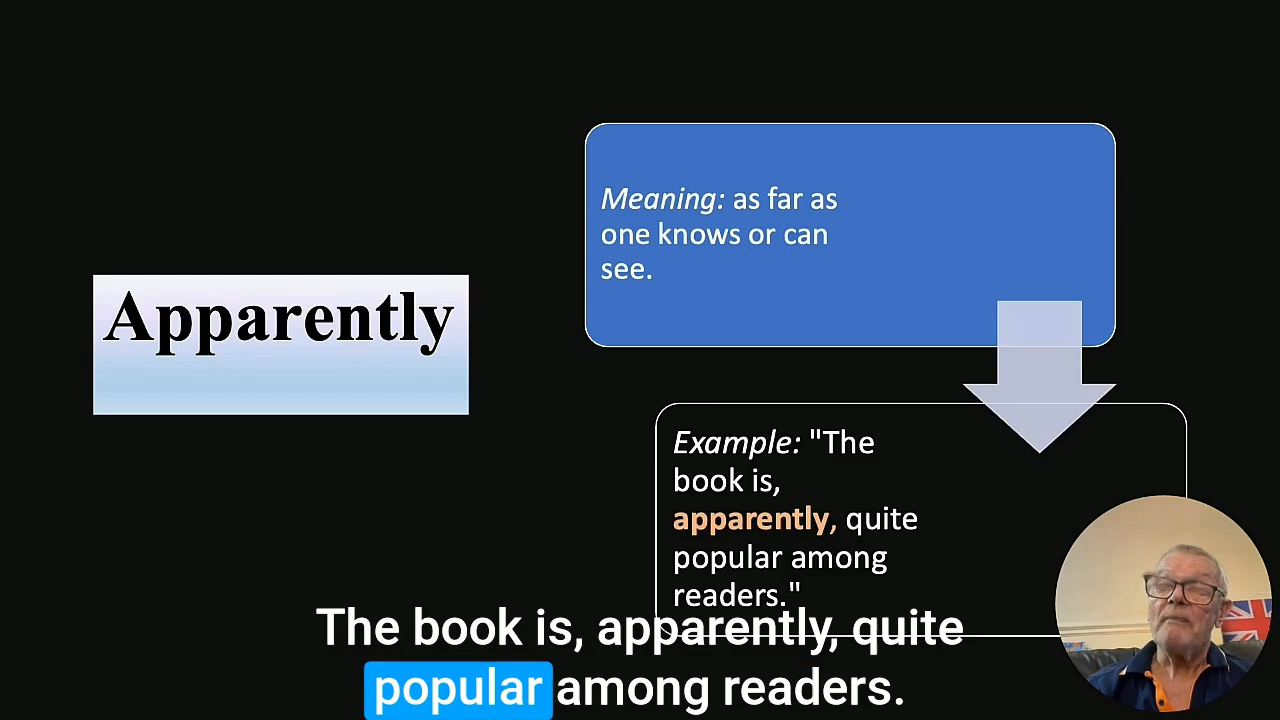 Apparently
Meaning: as far as
one knows or can
see.
Example: "The
book is,
apparently, quite
popular among
readers."
The book is, apparently, quite
popular among readers.